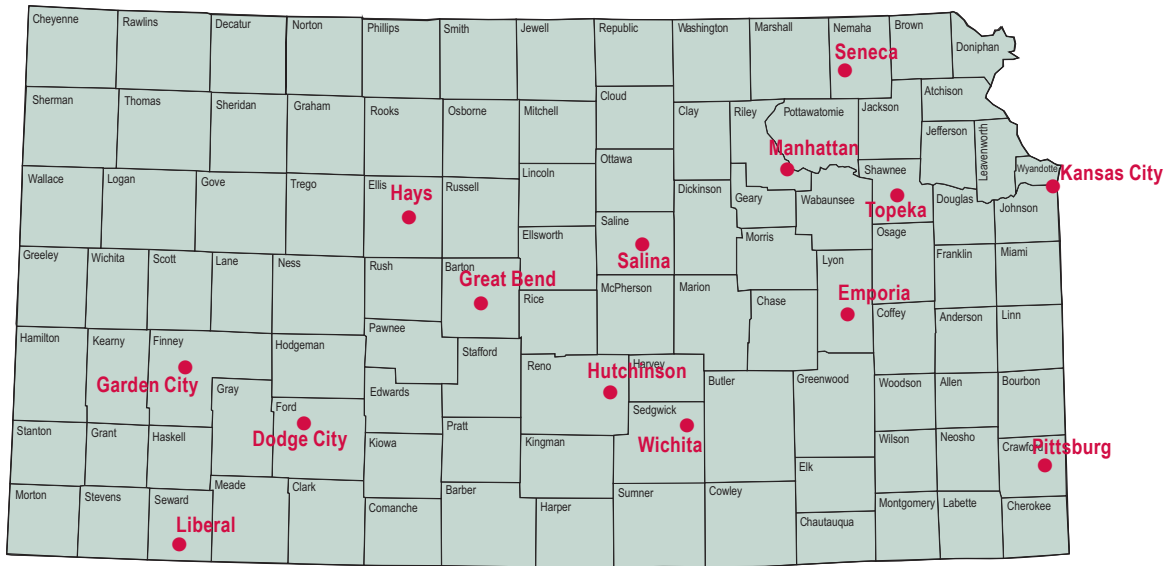 Cheyenne
Rawlins
Decatur
Norton
Phillips
Smith
Jewell
Republic
Washington
Marshall
Nemaha
Brown
Doniphan
Seneca
Sherman
Thomas
Sheridan
Graham
Rooks
Osborne
Mitchell
Cloud
Clay
Riley
Pottawatomie
Jackson
Atchison
Jefferson
Leavenworth
Wyandotte
Manhattan
Kansas City
Wallace
Logan
Gove
Trego
Ellis
Hays
Russell
Lincoln
Ottawa
Dickinson
Geary
Wabaunsee
Shawnee
Topeka
Douglas
Johnson
Greeley
Wichita
Scott
Lane
Ness
Rush
Barton
Great Bend
Ellsworth
Saline
Salina
Morris
Lyon
Emporia
Osage
Franklin
Miami
Hamilton
Kearny
Finney
Garden City
Hodgeman
Pawnee
Stafford
Rice
McPherson
Marion
Chase
Coffey
Anderson
Linn
Stanton
Grant
Haskell
Gray
Ford
Dodge City
Edwards
Kiowa
Pratt
Reno
Hutchinson
Harvey
Sedgwick
Wichita
Kingman
Butler
Greenwood
Woodson
Allen
Bourbon
Wilson
Neosho
Crawford
Pittsburg
Morton
Stevens
Seward
Liberal
Meade
Clark
Comanche
Barber
Harper
Sumner
Cowley
Elk
Chautauqua
Montgomery
Labette
Cherokee